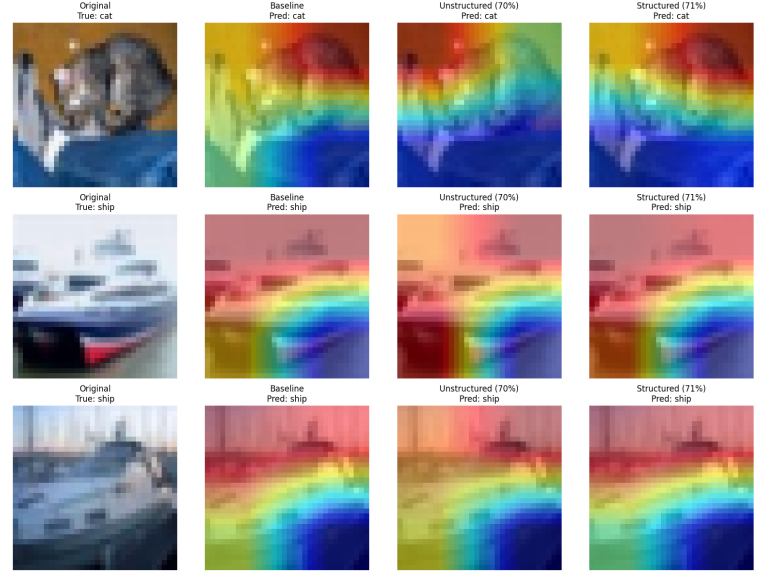 Original
True: cat
Baseline
Pred: cat
Unstructured (70%)
Pred: cat
Structured (71%)
Pred: cat
Original
True: ship
Baseline
Pred: ship
Unstructured (70%)
Pred: ship
Structured (71%)
Pred: ship
Original
True: ship
Baseline
Pred: ship
Unstructured (70%)
Pred: ship
Structured (71%)
Pred: ship